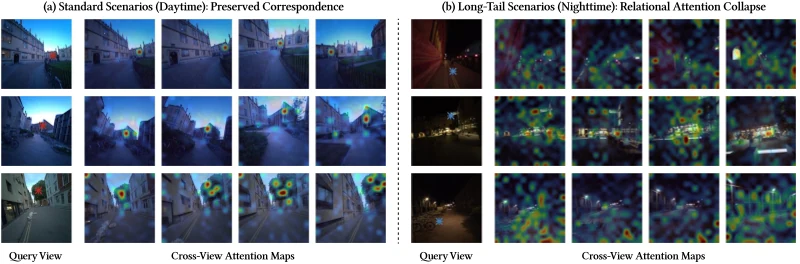 (a) Standard Scenarios (Daytime): Preserved Correspondence
(b) Long-Tail Scenarios (Nighttime): Relational Attention Collapse
Query View
Cross-View Attention Maps
Query View
Cross-View Attention Maps